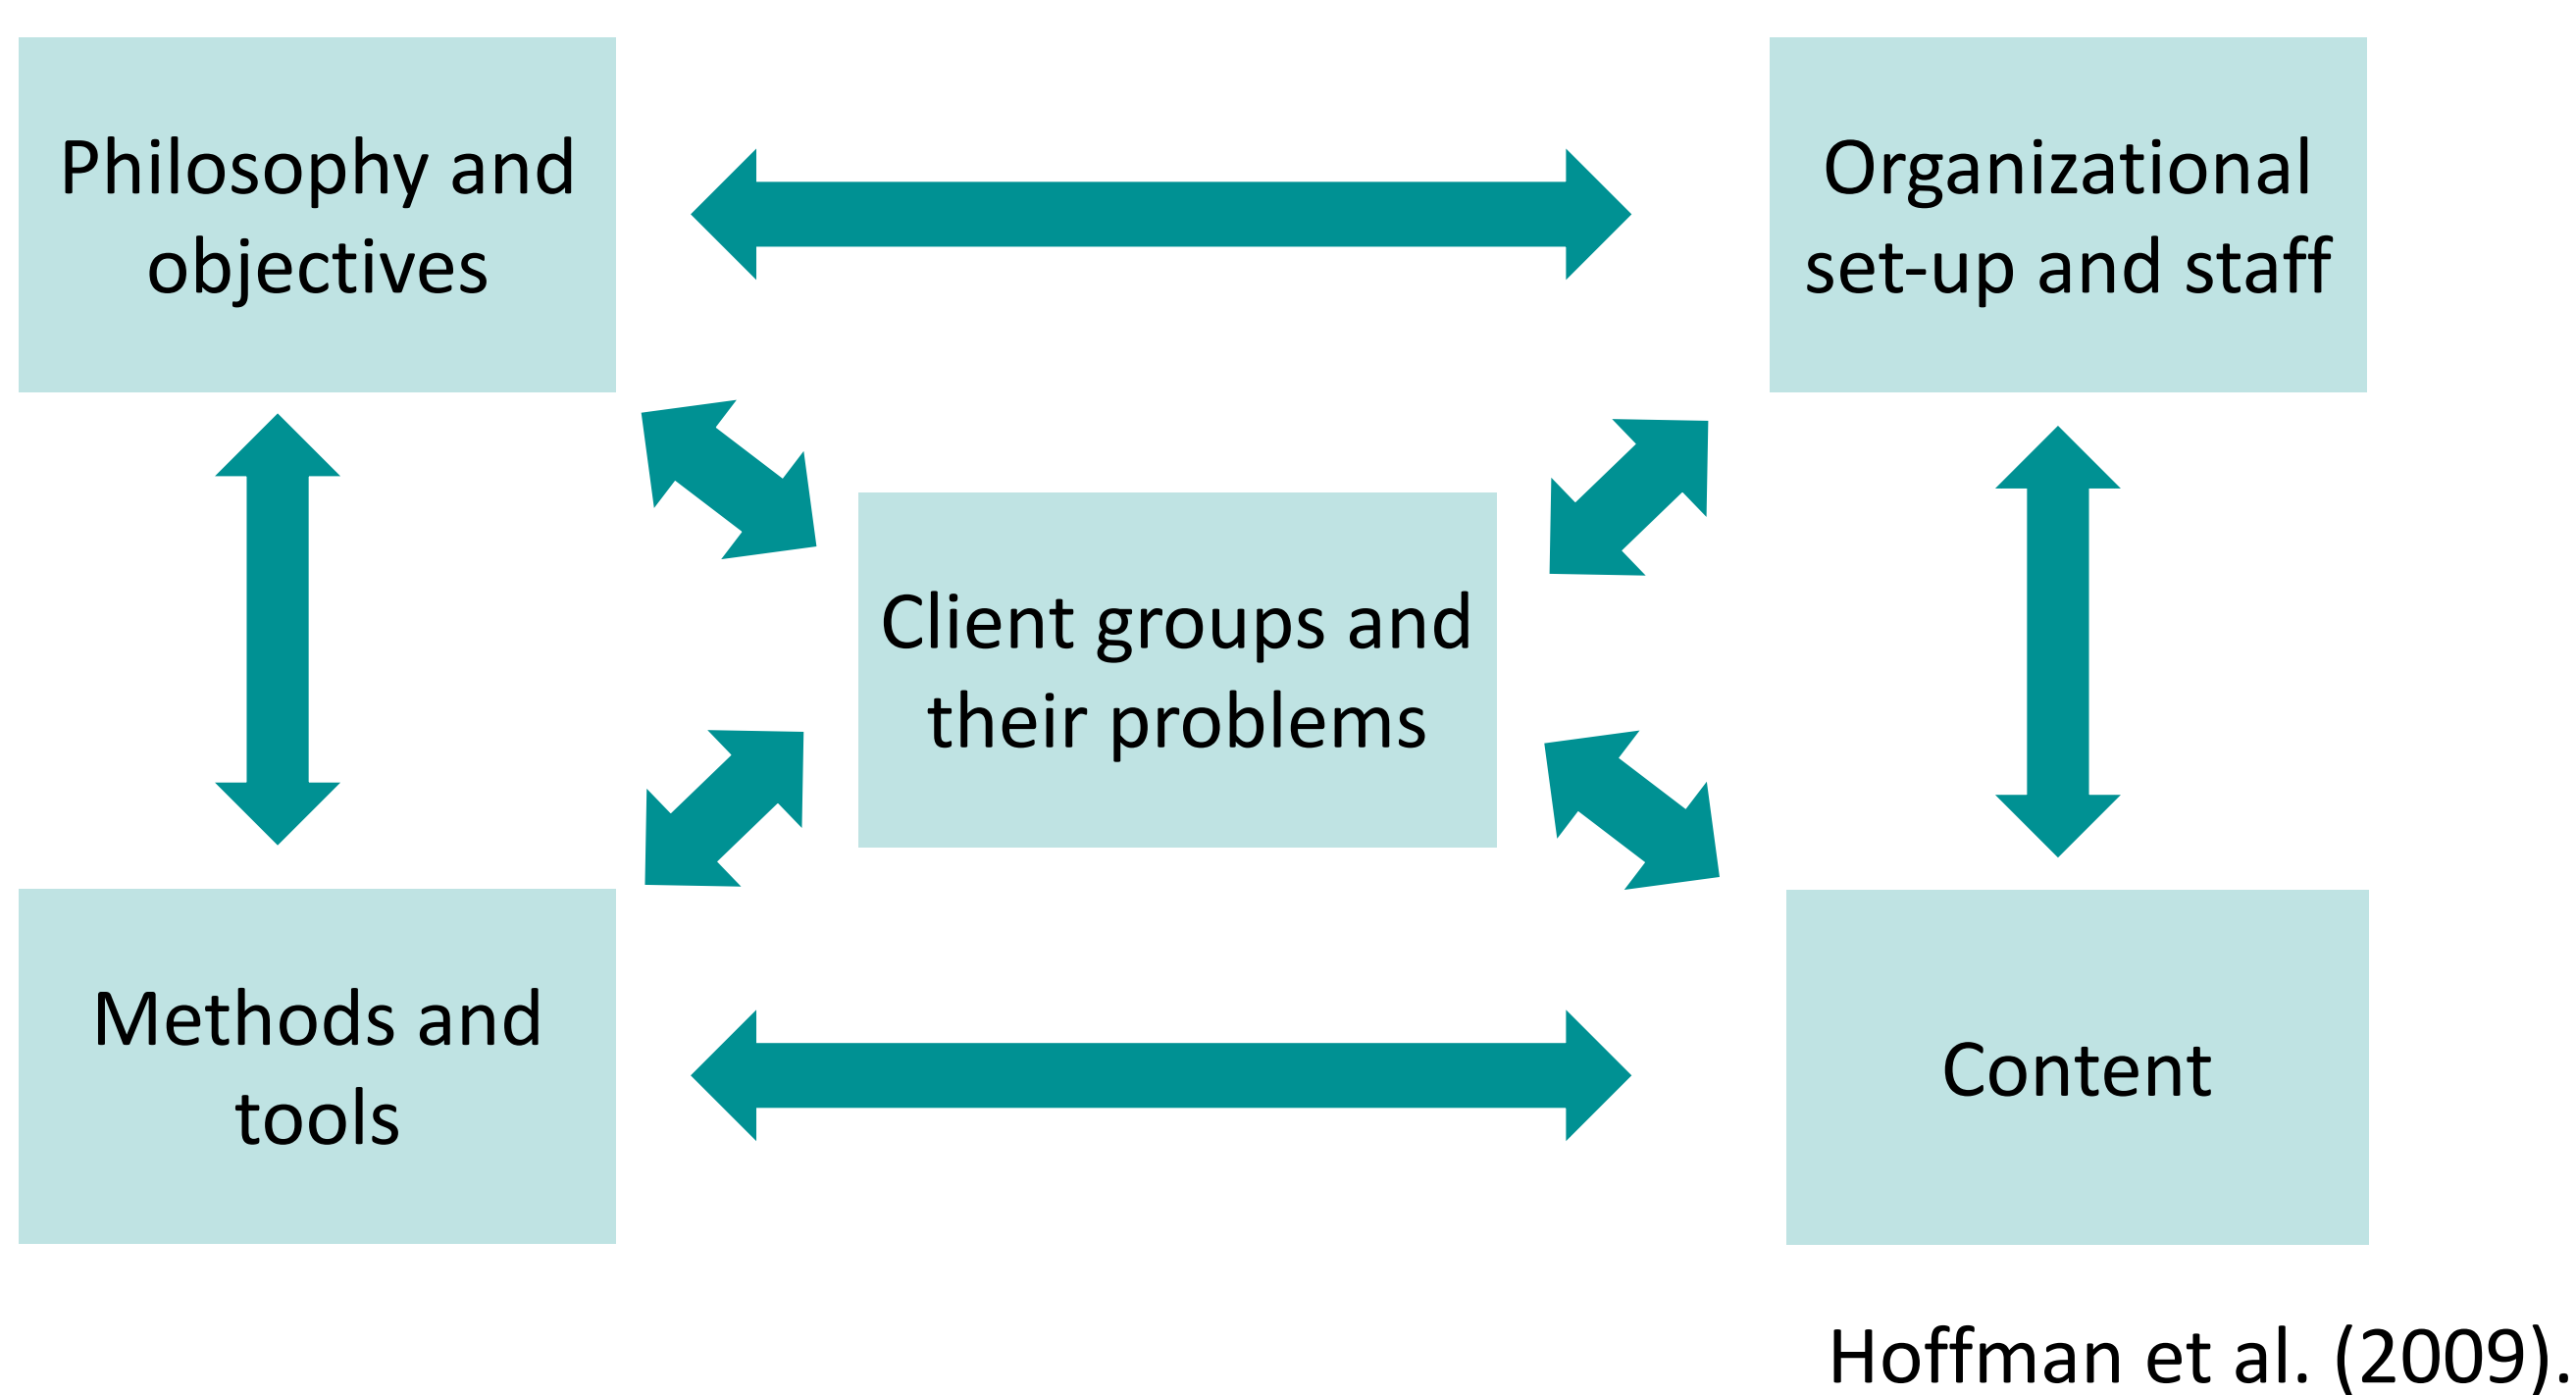 Philosophy and
objectives
Organizational
set-up and staff
Client groups and
their problems
Methods and
tools
Content
Hoffman et al. (2009).